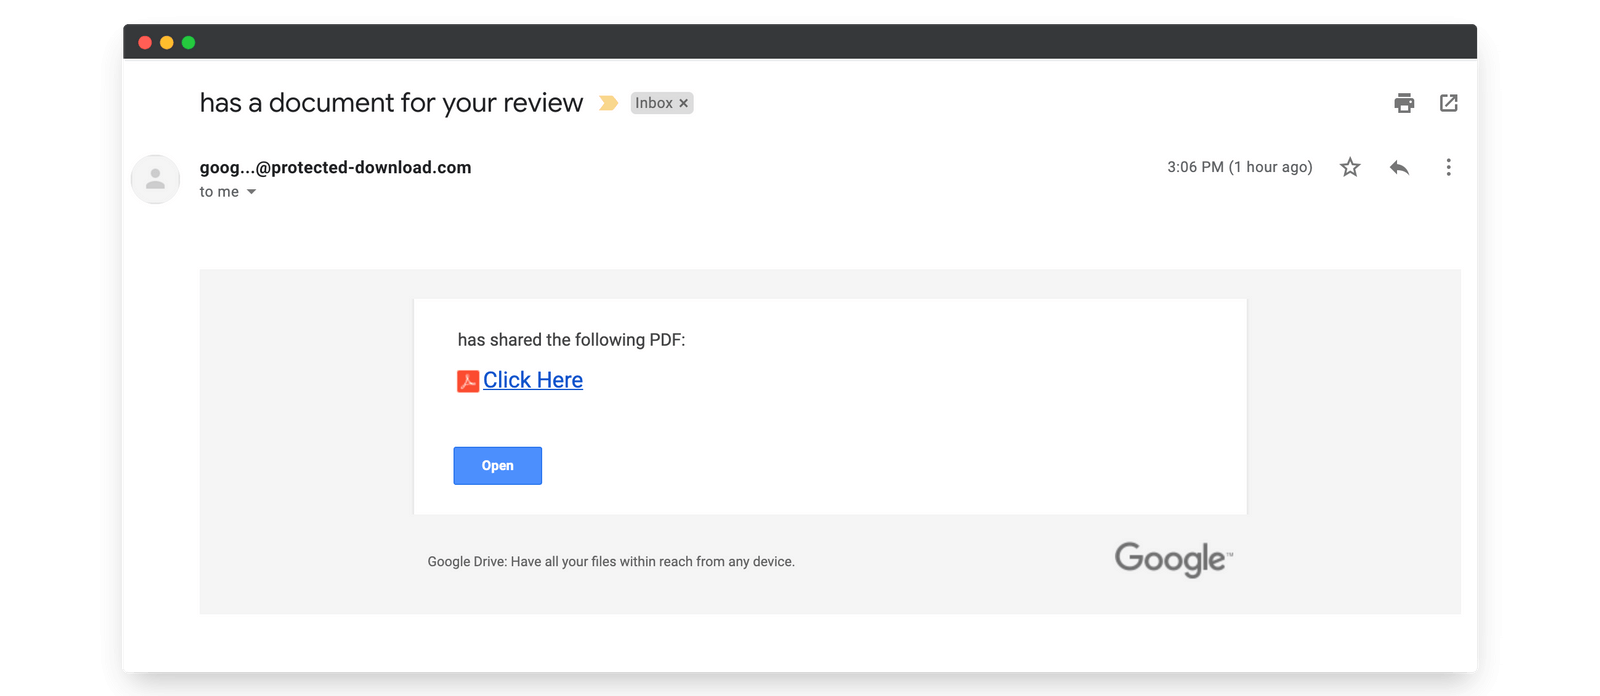 has a document for your review Inbox ×
goog...@protected-download.com 3:06 PM (1 hour ago)
to me
has shared the following PDF:
Click Here
Open
Google Drive: Have all your files within reach from any device. Google™